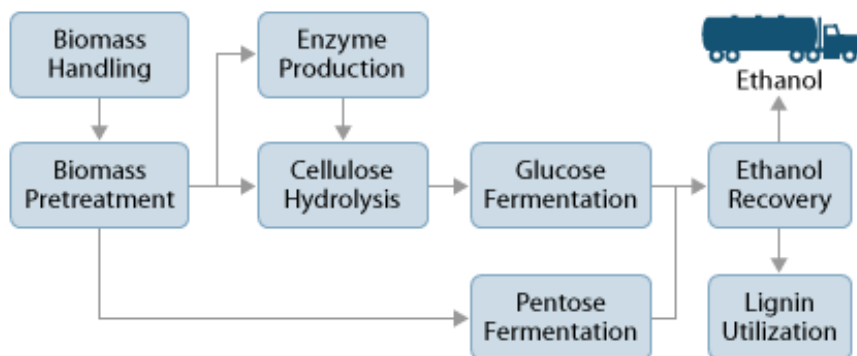 Biomass
Handling
Enzyme
Production
Ethanol
Biomass
Pretreatment
Cellulose
Hydrolysis
Glucose
Fermentation
Ethanol
Recovery
Pentose
Fermentation
Lignin
Utilization